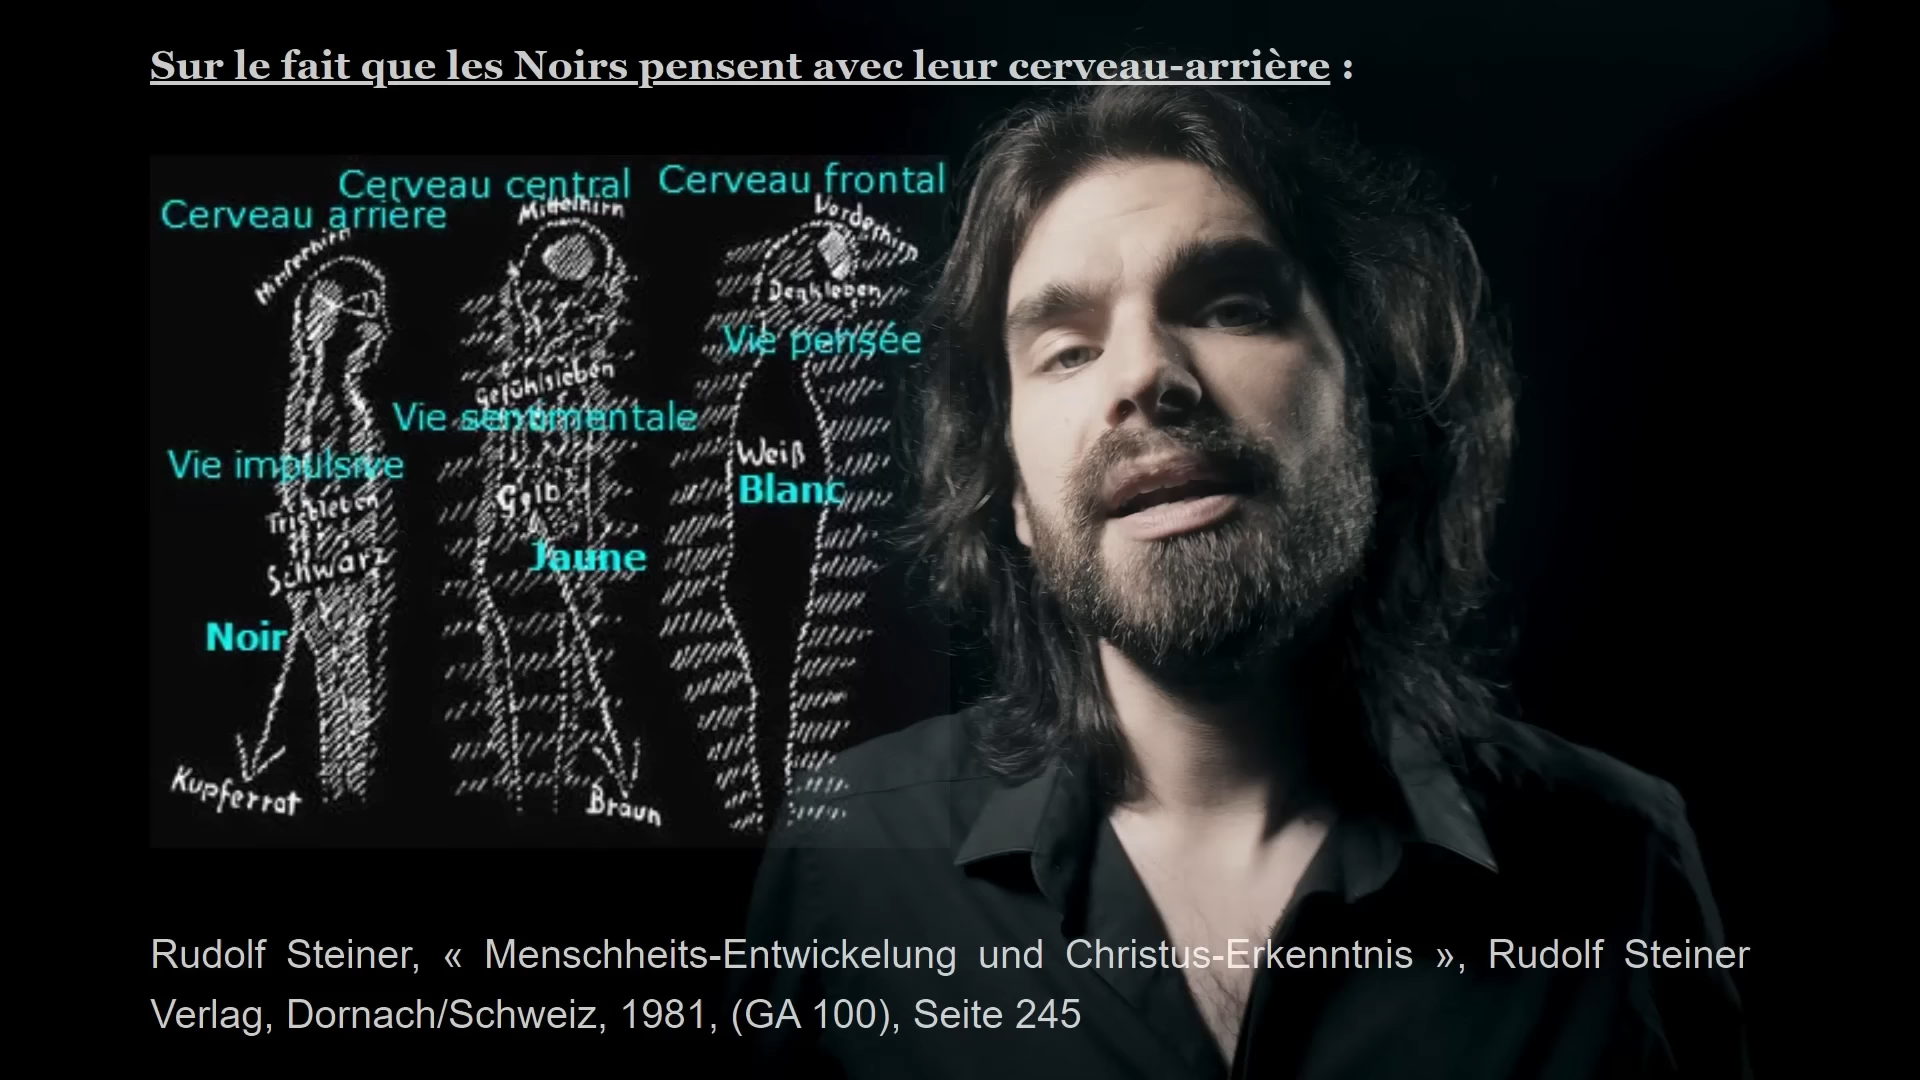 Sur le fait que les Noirs pensent avec leur cerveau-arrière :
Cerveau arrière
Cerveau central
Cerveau frontal
Hinterhirn
Mittelhirn
Vorderhirn
Denkleben
Vie pensée
Gefühlsleben
Vie sentimentale
Vie impulsive
Triebleben
Schwarz
Noir
Gelb
Jaune
Weiß
Blanc
Kupferrot
Braun
Rudolf Steiner, « Menschheits-Entwickelung und Christus-Erkenntnis », Rudolf Steiner
Verlag, Dornach/Schweiz, 1981, (GA 100), Seite 245